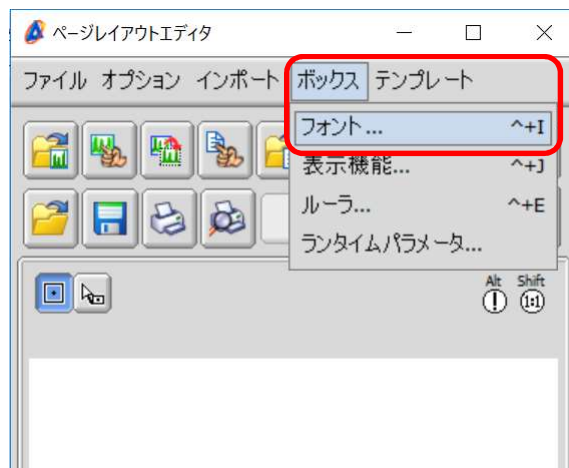 ページレイアウトエディタ
ファイル オプション インポート ボックス テンプレート
フォント... ^+I
表示機能... ^+J
ルーラ... ^+E
ランタイムパラメータ...
Alt Shift
1:1